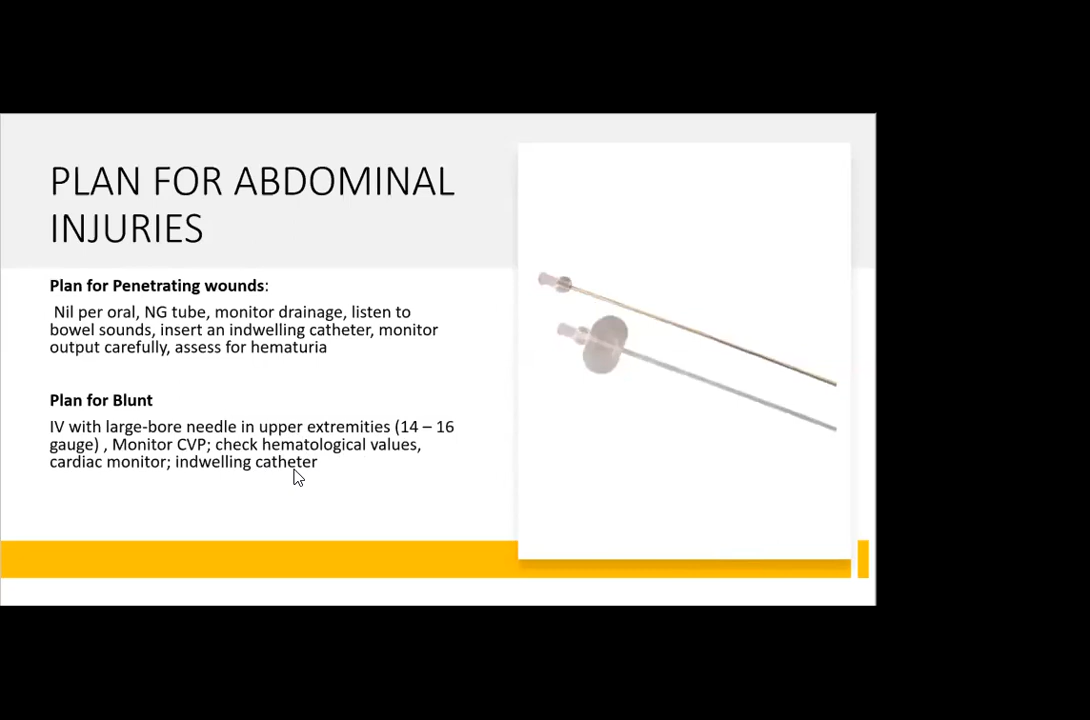 PLAN FOR ABDOMINAL
INJURIES
Plan for Penetrating wounds:
Nil per oral, NG tube, monitor drainage, listen to
bowel sounds, insert an indwelling catheter, monitor
output carefully, assess for hematuria
Plan for Blunt
IV with large-bore needle in upper extremities (14 – 16
gauge) , Monitor CVP; check hematological values,
cardiac monitor; indwelling catheter